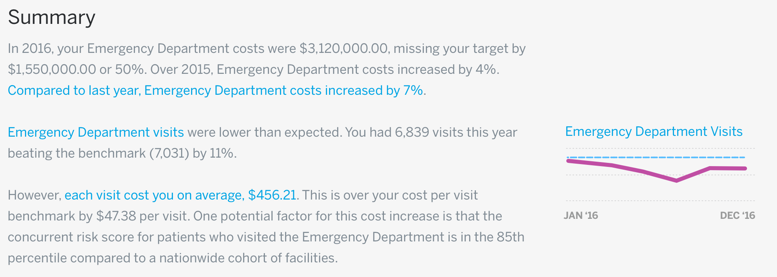 Summary
In 2016, your Emergency Department costs were $3,120,000.00, missing your target by
$1,550,000.00 or 50%. Over 2015, Emergency Department costs increased by 4%.
Compared to last year, Emergency Department costs increased by 7%.
Emergency Department visits were lower than expected. You had 6,839 visits this year
beating the benchmark (7,031) by 11%.
However, each visit cost you on average, $456.21. This is over your cost per visit
benchmark by $47.38 per visit. One potential factor for this cost increase is that the
concurrent risk score for patients who visited the Emergency Department is in the 85th
percentile compared to a nationwide cohort of facilities.
Emergency Department Visits
JAN '16
DEC '16